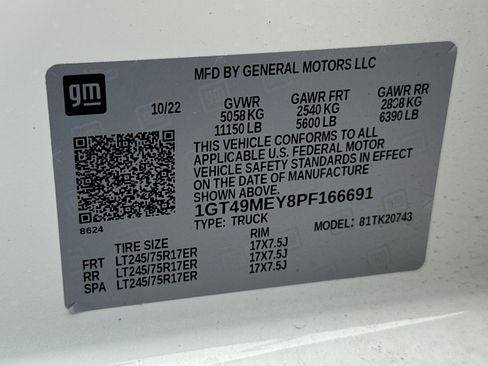 MFD BY GENERAL MOTORS LLC
gm
10/22 GVWR GAWR FRT GAWR RR
5058 KG 2540 KG 2898 KG
11150 LB 5600 LB 6390 LB
THIS VEHICLE CONFORMS TO ALL
APPLICABLE U.S. FEDERAL MOTOR
VEHICLE SAFETY STANDARDS IN EFFECT
ON THE DATE OF MANUFACTURE
SHOWN ABOVE.
1GT49MEY8PF166691
8624 TYPE: TRUCK MODEL: 81TK20743
TIRE SIZE RIM
FRT LT245/75R17ER 17X7.5J
RR LT245/75R17ER 17X7.5J
SPA LT245/75R17ER 17X7.5J